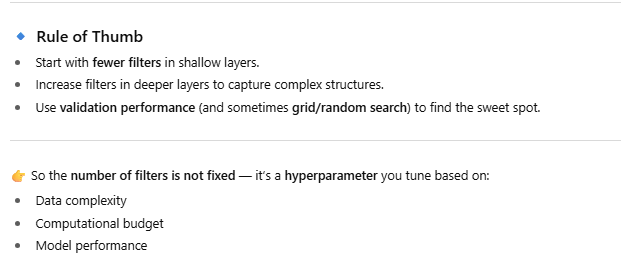 🔹 Rule of Thumb
• Start with fewer filters in shallow layers.
• Increase filters in deeper layers to capture complex structures.
• Use validation performance (and sometimes grid/random search) to find the sweet spot.
👉 So the number of filters is not fixed — it's a hyperparameter you tune based on:
• Data complexity
• Computational budget
• Model performance